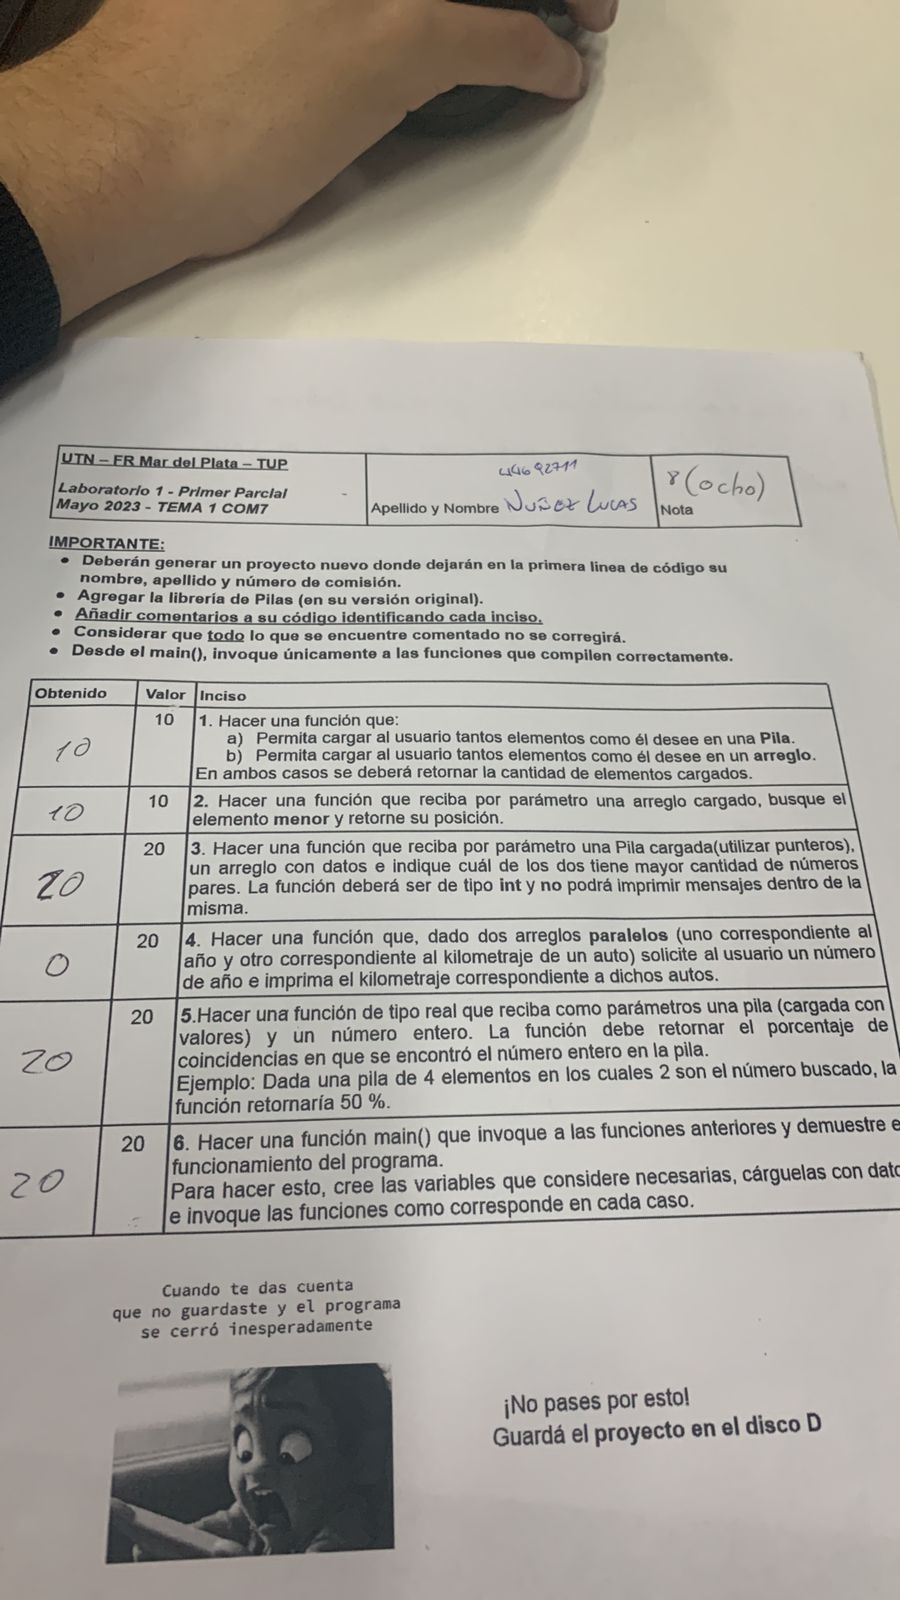 UTN – FR Mar del Plata – TUP
Laboratorio 1 - Primer Parcial
Mayo 2023 - TEMA 1 COM7
44692711
Apellido y Nombre NUÑEZ LUCAS
8 (ocho)
Nota
IMPORTANTE:
• Deberán generar un proyecto nuevo donde dejarán en la primera linea de código su
nombre, apellido y número de comisión.
• Agregar la librería de Pilas (en su versión original).
• Añadir comentarios a su código identificando cada inciso.
• Considerar que todo lo que se encuentre comentado no se corregirá.
• Desde el main(), invoque únicamente a las funciones que compilen correctamente.
Obtenido Valor Inciso
10 10 1. Hacer una función que:
a) Permita cargar al usuario tantos elementos como él desee en una Pila.
b) Permita cargar al usuario tantos elementos como él desee en un arreglo.
En ambos casos se deberá retornar la cantidad de elementos cargados.
10 10 2. Hacer una función que reciba por parámetro una arreglo cargado, busque el
elemento menor y retorne su posición.
20 20 3. Hacer una función que reciba por parámetro una Pila cargada(utilizar punteros),
un arreglo con datos e indique cuál de los dos tiene mayor cantidad de números
pares. La función deberá ser de tipo int y no podrá imprimir mensajes dentro de la
misma.
0 20 4. Hacer una función que, dado dos arreglos paralelos (uno correspondiente al
año y otro correspondiente al kilometraje de un auto) solicite al usuario un número
de año e imprima el kilometraje correspondiente a dichos autos.
20 20 5.Hacer una función de tipo real que reciba como parámetros una pila (cargada con
valores) y un número entero. La función debe retornar el porcentaje de
coincidencias en que se encontró el número entero en la pila.
Ejemplo: Dada una pila de 4 elementos en los cuales 2 son el número buscado, la
función retornaría 50 %.
20 20 6. Hacer una función main() que invoque a las funciones anteriores y demuestre e
funcionamiento del programa.
Para hacer esto, cree las variables que considere necesarias, cárguelas con dato
e invoque las funciones como corresponde en cada caso.
Cuando te das cuenta
que no guardaste y el programa
se cerró inesperadamente
¡No pases por esto!
Guardá el proyecto en el disco D